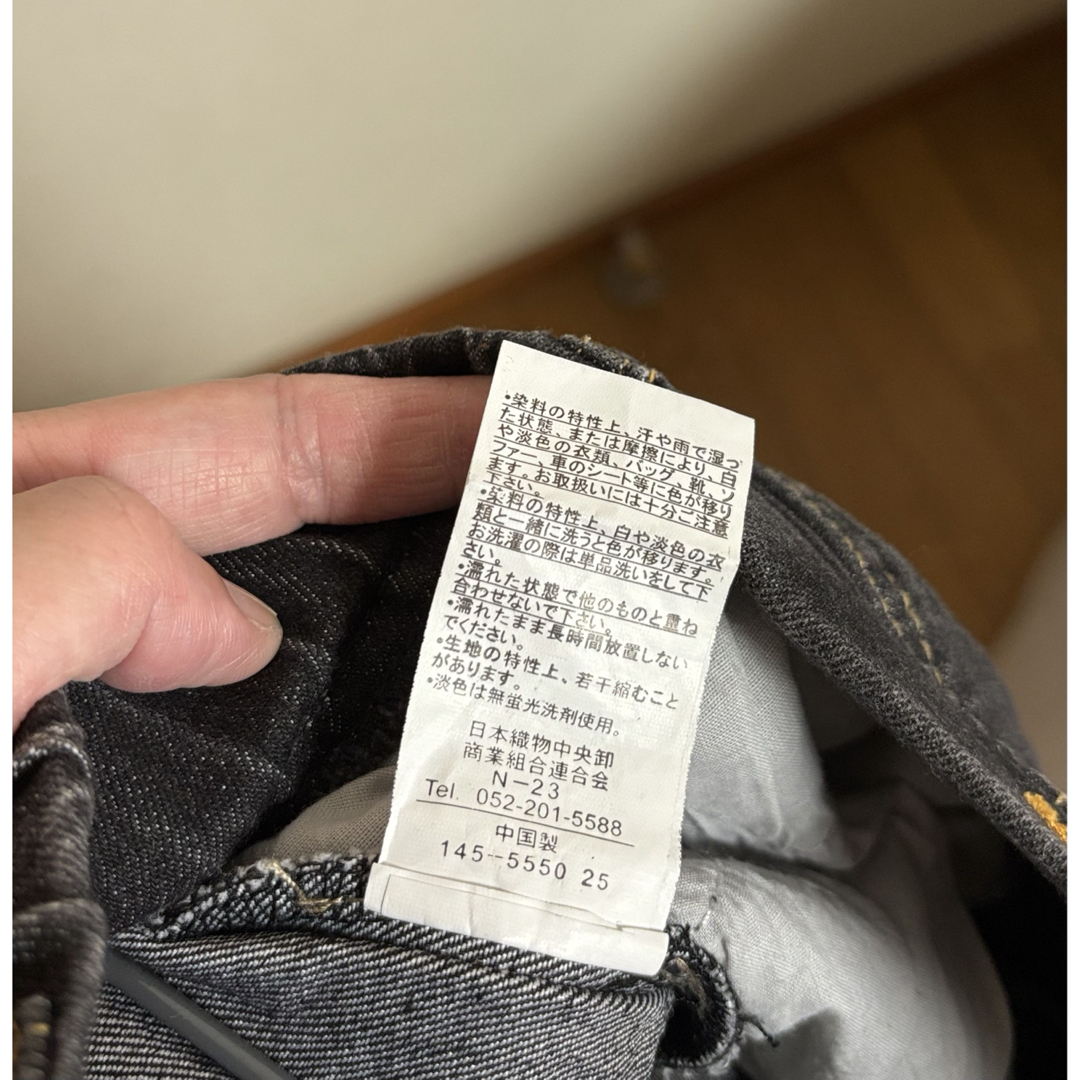 •染料の特性上、汗や雨で湿っ
た状態、または摩擦により、白
や淡色の衣類、バッグ、靴、ソ
ファー、車のシート等に色が移り
ます。お取扱いには十分ご注意
下さい。
•染料の特性上、白や淡色の衣
類と一緒に洗うと色が移ります。
お洗濯の際は単品洗いをして下
さい。
•濡れた状態で他のものと重ね
合わせないで下さい。
•濡れたまま長時間放置しない
でください。
•生地の特性上、若干縮むこと
があります。
•淡色は無蛍光洗剤使用。
日本織物中央卸
商業組合連合会
N-23
Tel. 052-201-5588
中国製
145-5550 25